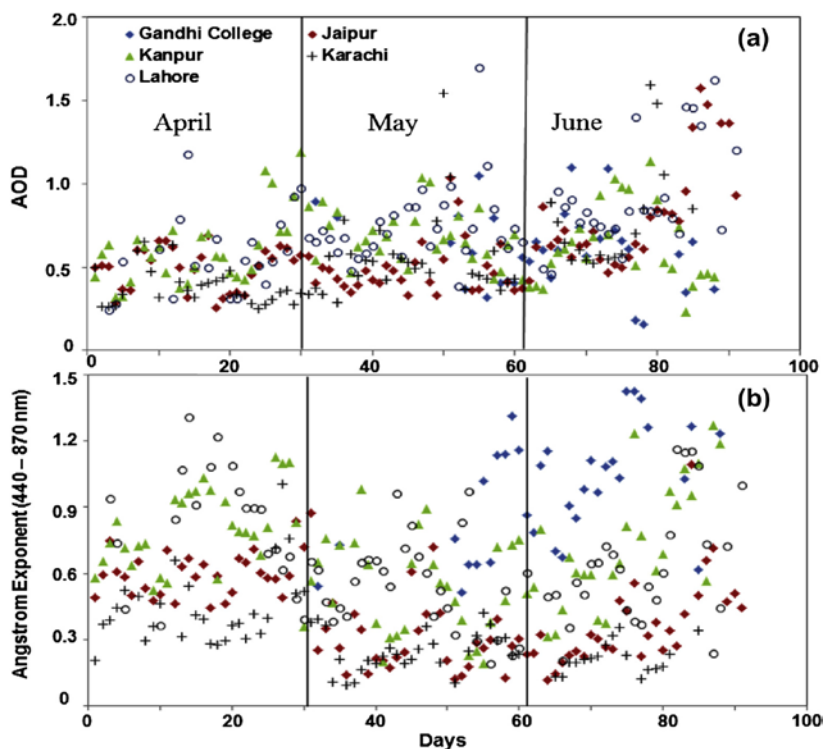 Gandhi College Jaipur (a)
Kanpur Karachi
Lahore
April May June
AOD
2.0
1.5
1.0
0.5
0
0 20 40 60 80 100
(b)
Angstrom Exponent (440 – 870 nm)
1.5
1.2
0.9
0.6
0.3
0.0
0 20 40 60 80 100
Days